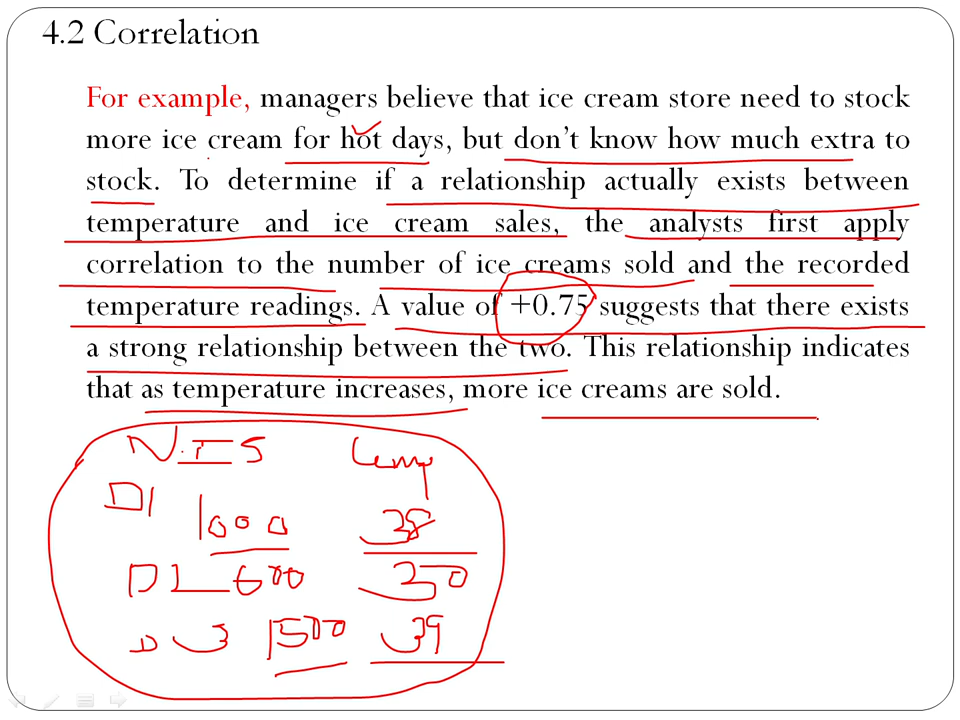 4.2 Correlation
For example, managers believe that ice cream store need to stock
more ice cream for hot days, but don't know how much extra to
stock. To determine if a relationship actually exists between
temperature and ice cream sales, the analysts first apply
correlation to the number of ice creams sold and the recorded
temperature readings. A value of +0.75 suggests that there exists
a strong relationship between the two. This relationship indicates
that as temperature increases, more ice creams are sold.
N.I S temp
D1
1000 38
D2 600 30
D3 1500 39